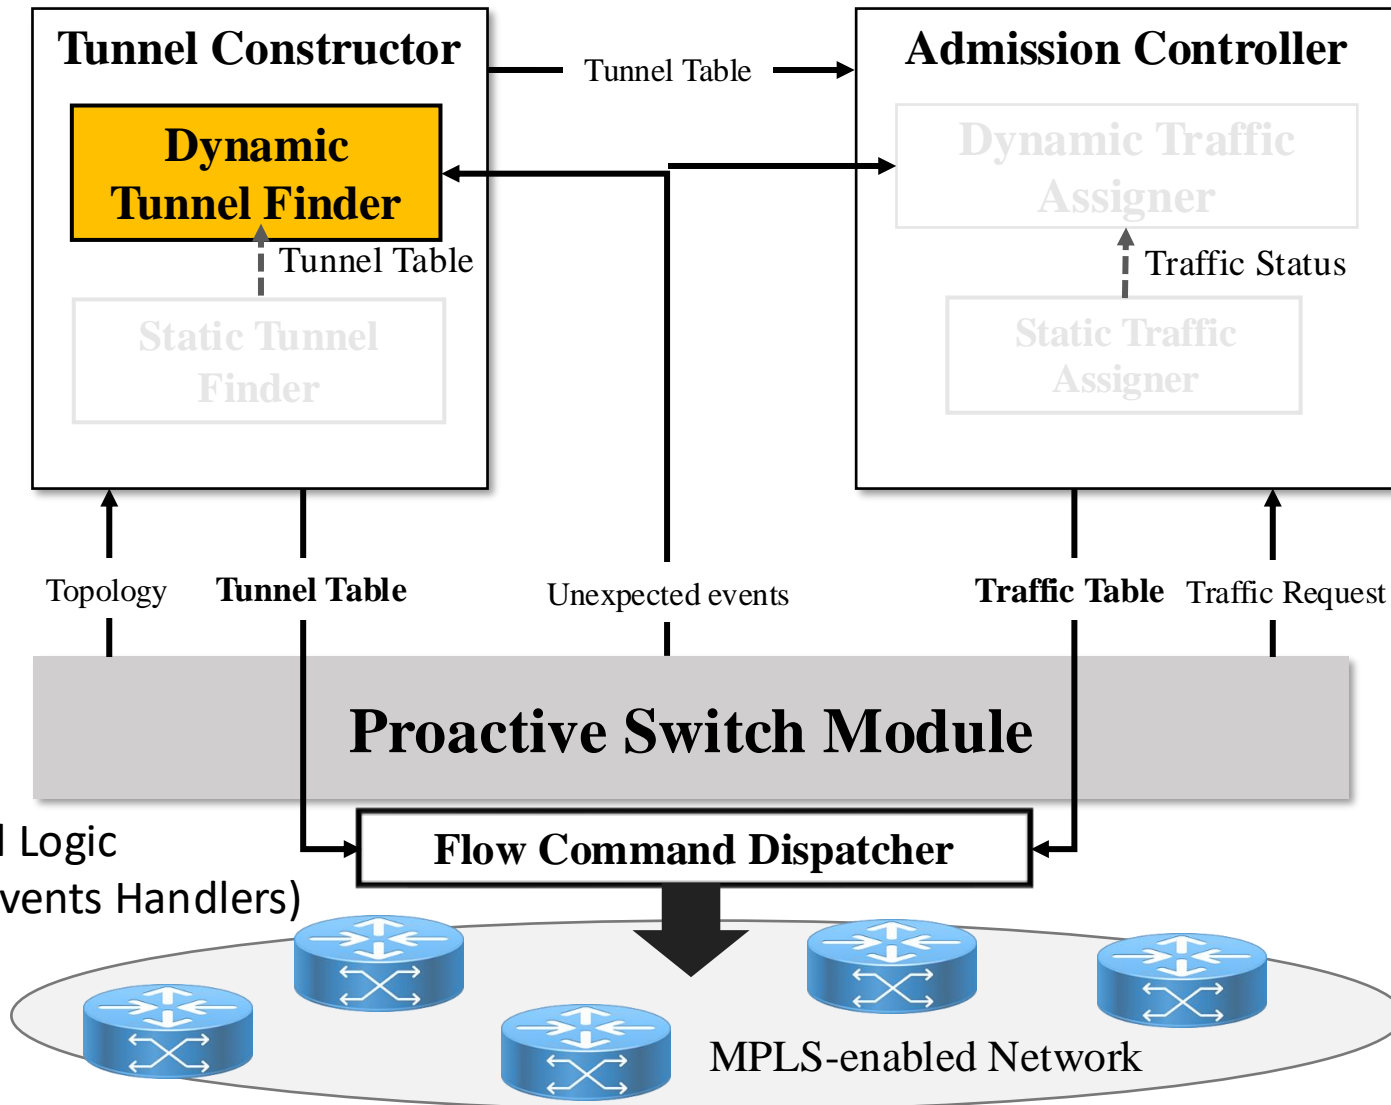 Tunnel Constructor
Admission Controller
Tunnel Table
Dynamic
Tunnel Finder
Dynamic Traffic
Assigner
Tunnel Table
Traffic Status
Static Tunnel
Finder
Static Traffic
Assigner
Topology
Tunnel Table
Unexpected events
Traffic Table
Traffic Request
Proactive Switch Module
Flow Command Dispatcher
Logic
Handlers)
MPLS-enabled Network